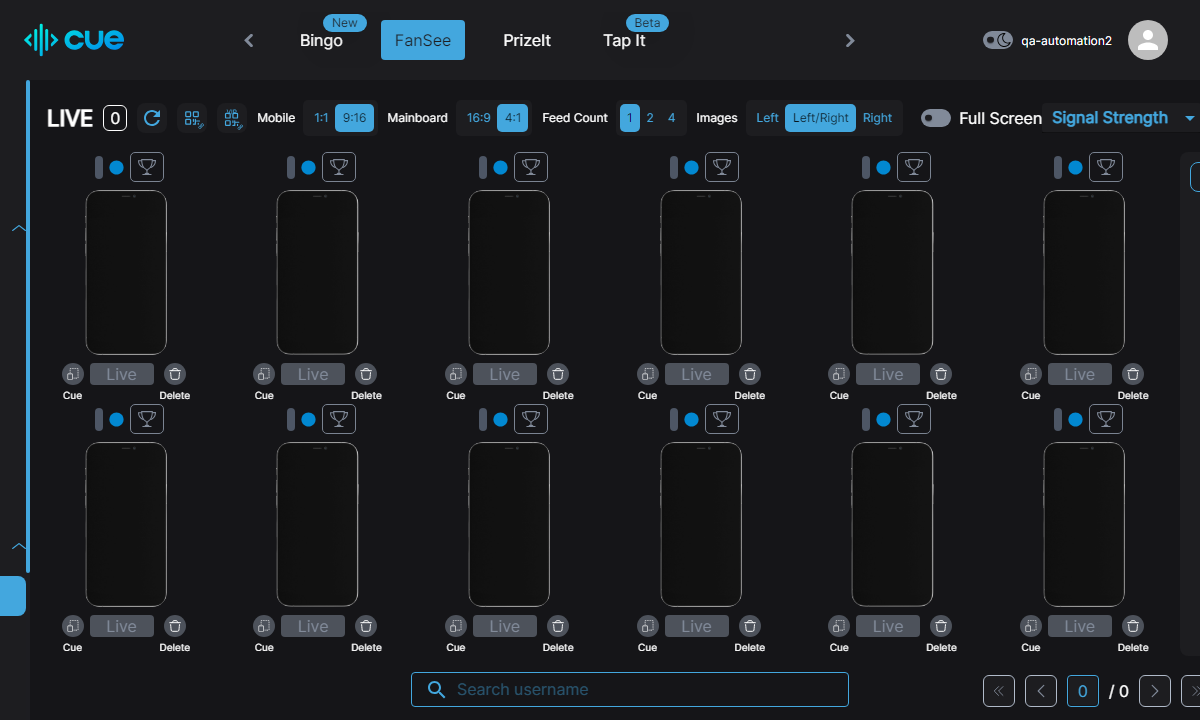 New
Beta
cue
Bingo
FanSee
PrizeIt
Tap It
qa-automation2
LIVE 0
Mobile 1:1 9:16
Mainboard 16:9 4:1
Feed Count 1 2 4
Images Left Left/Right Right
Full Screen
Signal Strength
Live Live Live Live Live Live
Cue Delete Cue Delete Cue Delete Cue Delete Cue Delete Cue Delete
Live Live Live Live Live Live
Cue Delete Cue Delete Cue Delete Cue Delete Cue Delete Cue Delete
Search username
0 / 0